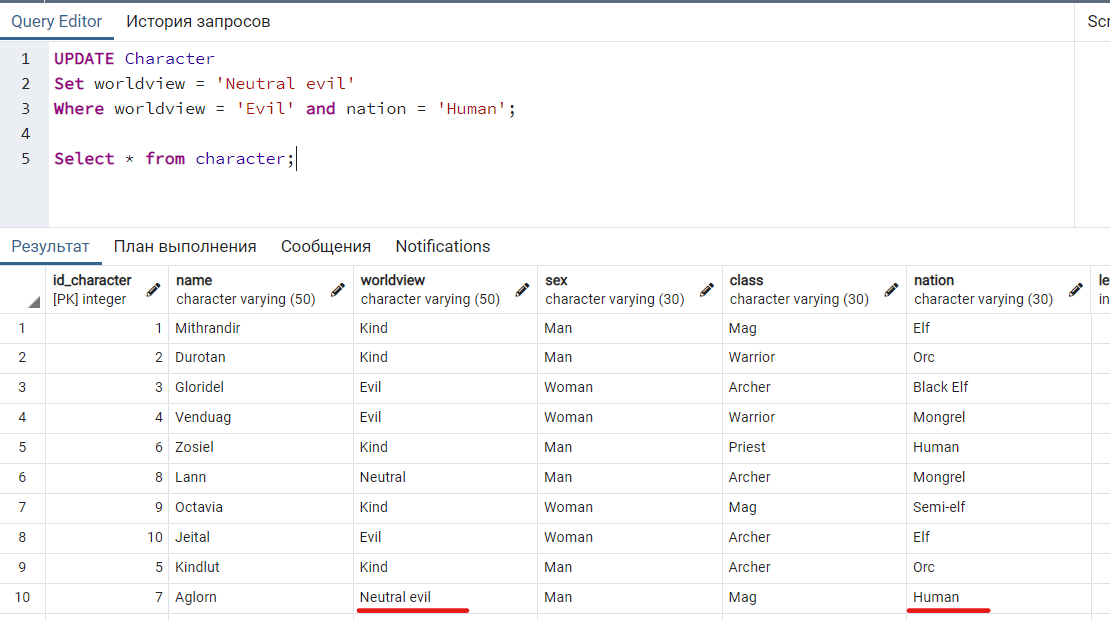 Query Editor История запросов Scr
1 UPDATE Character
2 Set worldview = 'Neutral evil'
3 Where worldview = 'Evil' and nation = 'Human';
4
5 Select * from character;
Результат План выполнения Сообщения Notifications
id_character name worldview sex class nation le
[PK] integer character varying (50) character varying (50) character varying (30) character varying (30) character varying (30) in
1 1 Mithrandir Kind Man Mag Elf
2 2 Durotan Kind Man Warrior Orc
3 3 Gloridel Evil Woman Archer Black Elf
4 4 Venduag Evil Woman Warrior Mongrel
5 6 Zosiel Kind Man Priest Human
6 8 Lann Neutral Man Archer Mongrel
7 9 Octavia Kind Woman Mag Semi-elf
8 10 Jeital Evil Woman Archer Elf
9 5 Kindlut Kind Man Archer Orc
10 7 Aglorn Neutral evil Man Mag Human